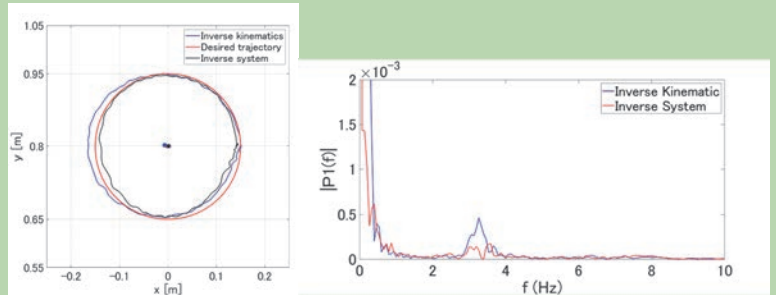 1.05
0.95
0.8
0.65
0.55
y [m]
-0.2 -0.1 0 0.1 0.2
x [m]
Inverse kinematics
Desired trajectory
Inverse system
×10⁻³
2
1.5
1
0.5
0
|P1(f)|
0 2 4 6 8 10
f (Hz)
Inverse Kinematic
Inverse System